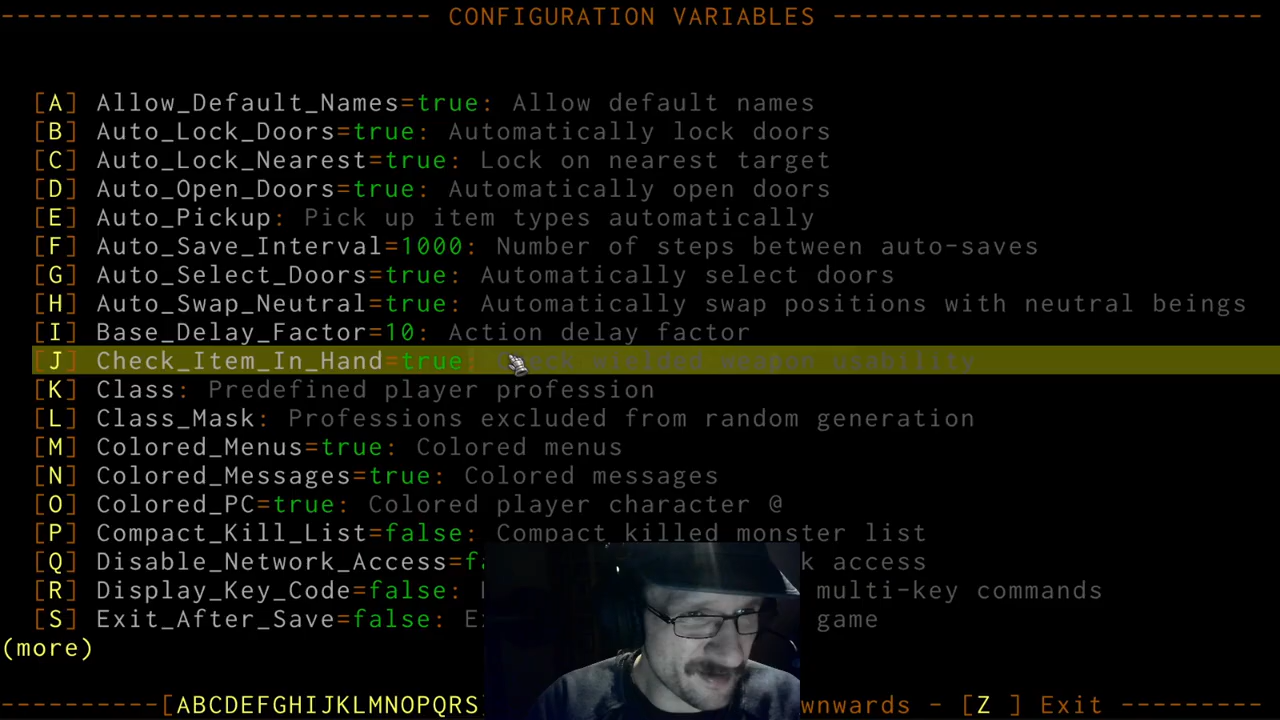 CONFIGURATION VARIABLES
[A] Allow_Default_Names=true: Allow default names
[B] Auto_Lock_Doors=true: Automatically lock doors
[C] Auto_Lock_Nearest=true: Lock on nearest target
[D] Auto_Open_Doors=true: Automatically open doors
[E] Auto_Pickup: Pick up item types automatically
[F] Auto_Save_Interval=1000: Number of steps between auto-saves
[G] Auto_Select_Doors=true: Automatically select doors
[H] Auto_Swap_Neutral=true: Automatically swap positions with neutral beings
[I] Base_Delay_Factor=10: Action delay factor
[J] Check_Item_In_Hand=true: Check wielded weapon usability
[K] Class: Predefined player profession
[L] Class_Mask: Professions excluded from random generation
[M] Colored_Menus=true: Colored menus
[N] Colored_Messages=true: Colored messages
[O] Colored_PC=true: Colored player character @
[P] Compact_Kill_List=false: Compact killed monster list
[Q] Disable_Network_Access= access
[R] Display_Key_Code=false: multi-key commands
[S] Exit_After_Save=false: game
(more)
[ABCDEFGHIJKLMNOPQRS - [Z ] Exit